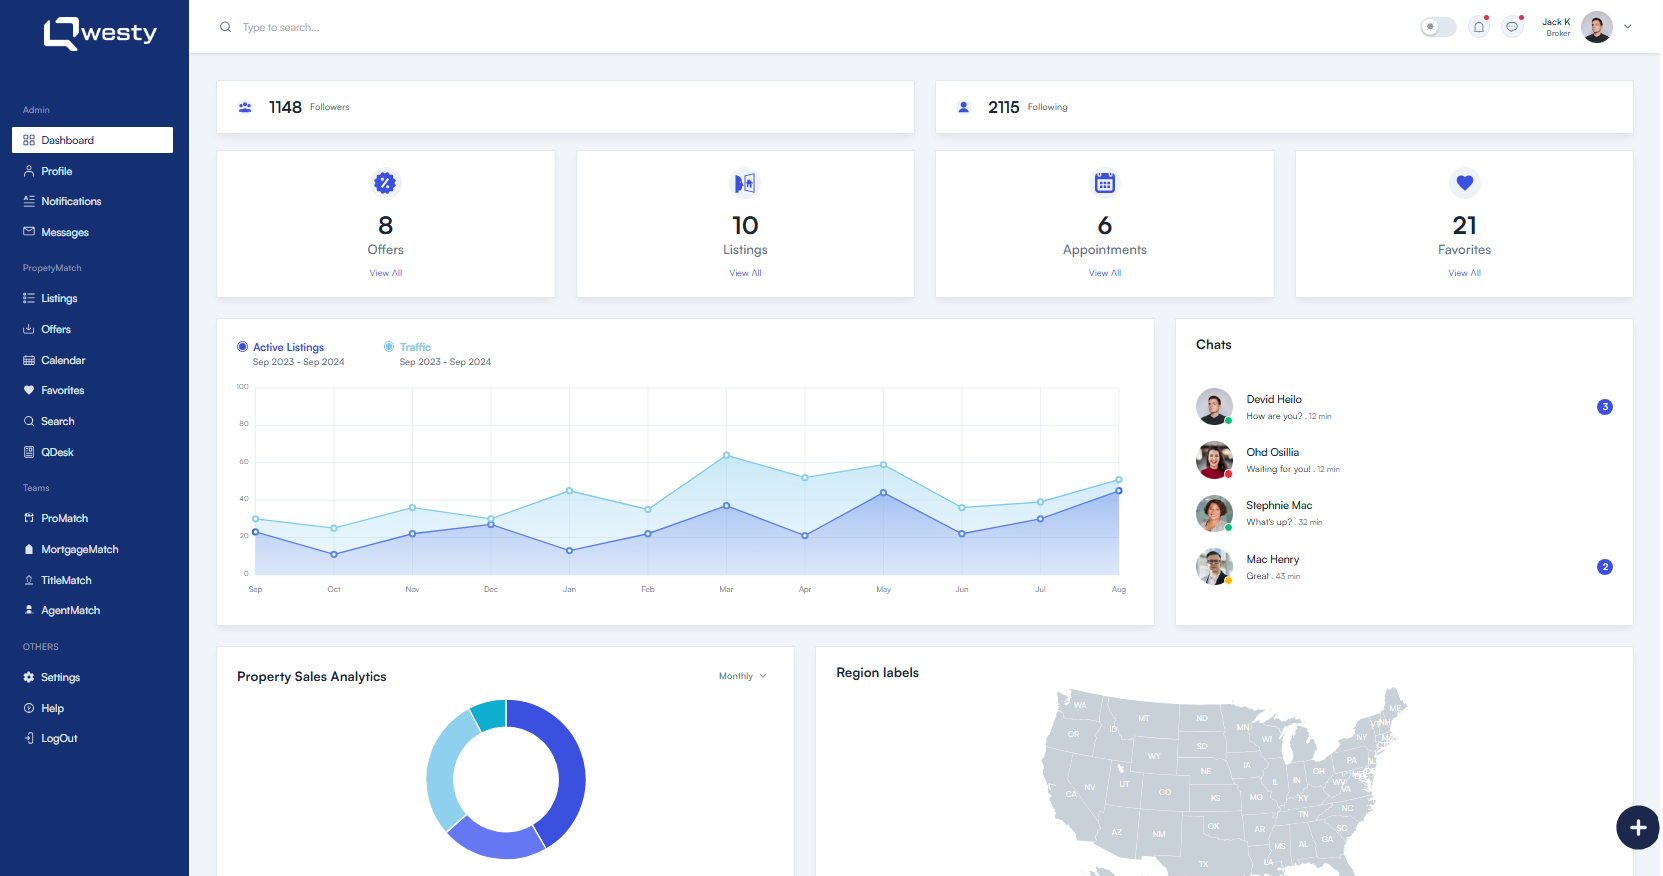 Qwesty
Type to search...
Jack K
Broker
Admin
Dashboard
Profile
Notifications
Messages
PropetyMatch
Listings
Offers
Calendar
Favorites
Search
QDesk
Teams
ProMatch
MortgageMatch
TitleMatch
AgentMatch
OTHERS
Settings
Help
LogOut
1148 Followers
2115 Following
8
Offers
View All
10
Listings
View All
6
Appointments
View All
21
Favorites
View All
Active Listings
Sep 2023 - Sep 2024
Traffic
Sep 2023 - Sep 2024
100
80
60
40
20
0
Sep Oct Nov Dec Jan Feb Mar Apr May Jun Jul Aug
Chats
Devid Heilo
How are you? . 12 min
3
Ohd Osillia
Waiting for you! . 12 min
Stephnie Mac
What's up? . 32 min
Mac Henry
Great . 43 min
2
Property Sales Analytics
Monthly
Region labels
WA
MT
ND
MN
ME
OR
ID
SD
WI
VT
NH
NY
WY
NE
IA
PA
NV
UT
CO
IL
IN
OH
WV
VA
CA
KS
MO
KY
NC
AZ
NM
OK
AR
TN
SC
MS
AL
GA
TX
LA